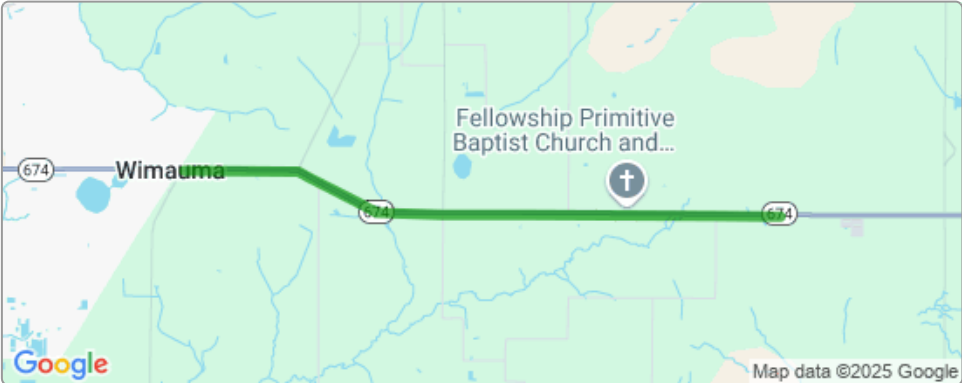 Fellowship Primitive
Baptist Church and...
674
Wimauma
674
674
Google
Map data ©2025 Google